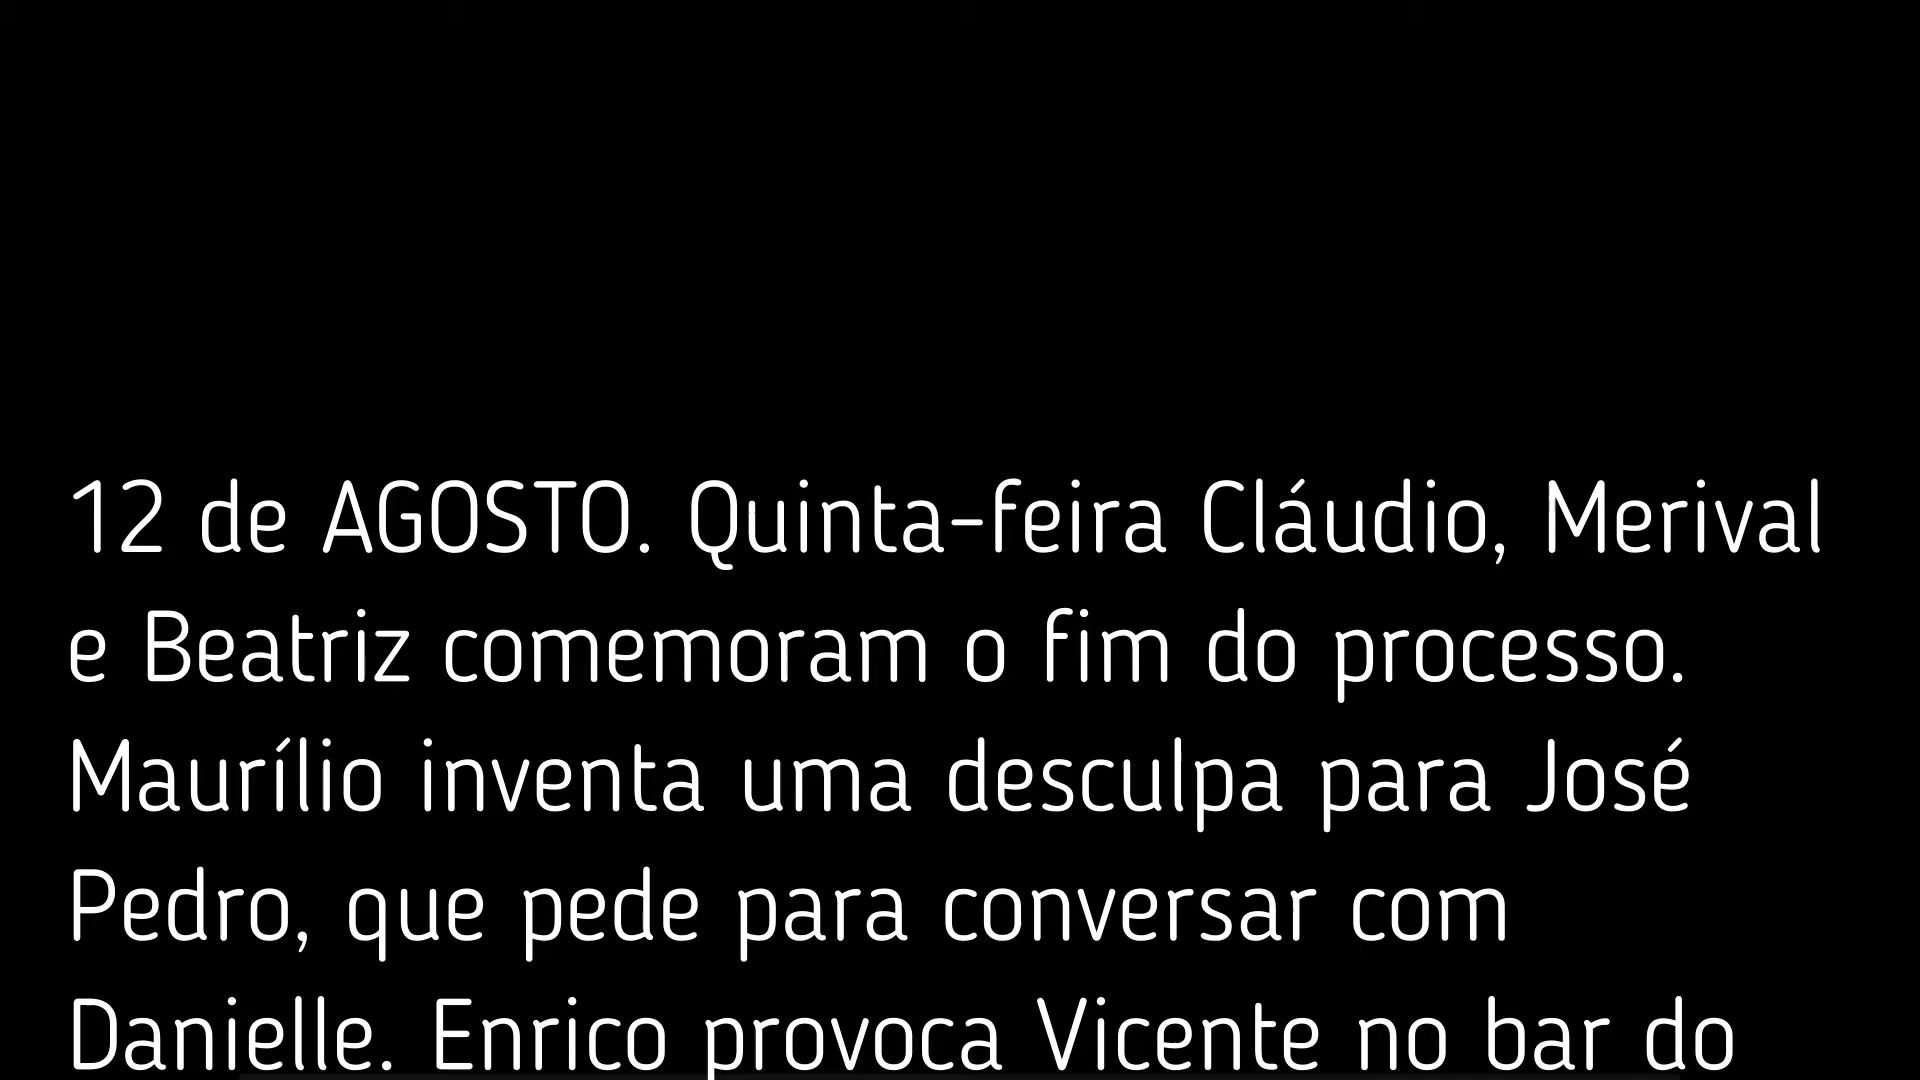 12 de AGOSTO. Quinta-feira Cláudio, Merival
e Beatriz comemoram o fim do processo.
Maurílio inventa uma desculpa para José
Pedro, que pede para conversar com
Danielle. Enrico provoca Vicente no bar do